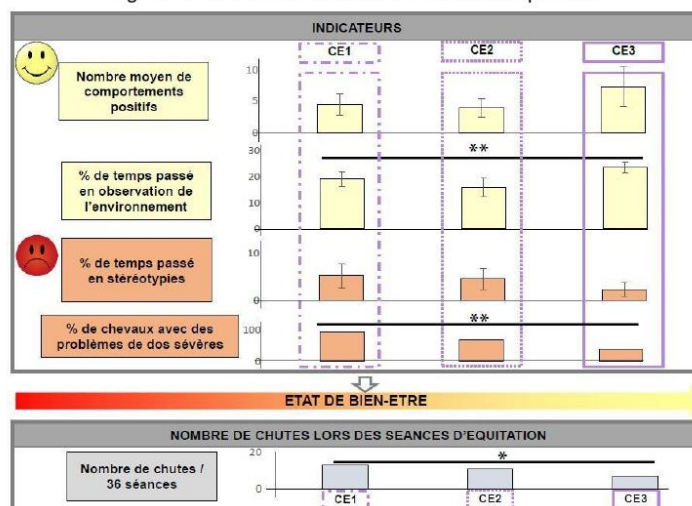 INDICATEURS
CE1 CE2 CE3
Nombre moyen de
comportements
positifs
10
5
0
% de temps passé
en observation de
l'environnement
30
20
10
0
**
% de temps passé
en stéréotypies
10
0
% de chevaux avec des
problèmes de dos sévères
100
0
**
ETAT DE BIEN-ETRE
NOMBRE DE CHUTES LORS DES SEANCES D'EQUITATION
Nombre de chutes /
36 séances
20
0
*
CE1 CE2 CE3